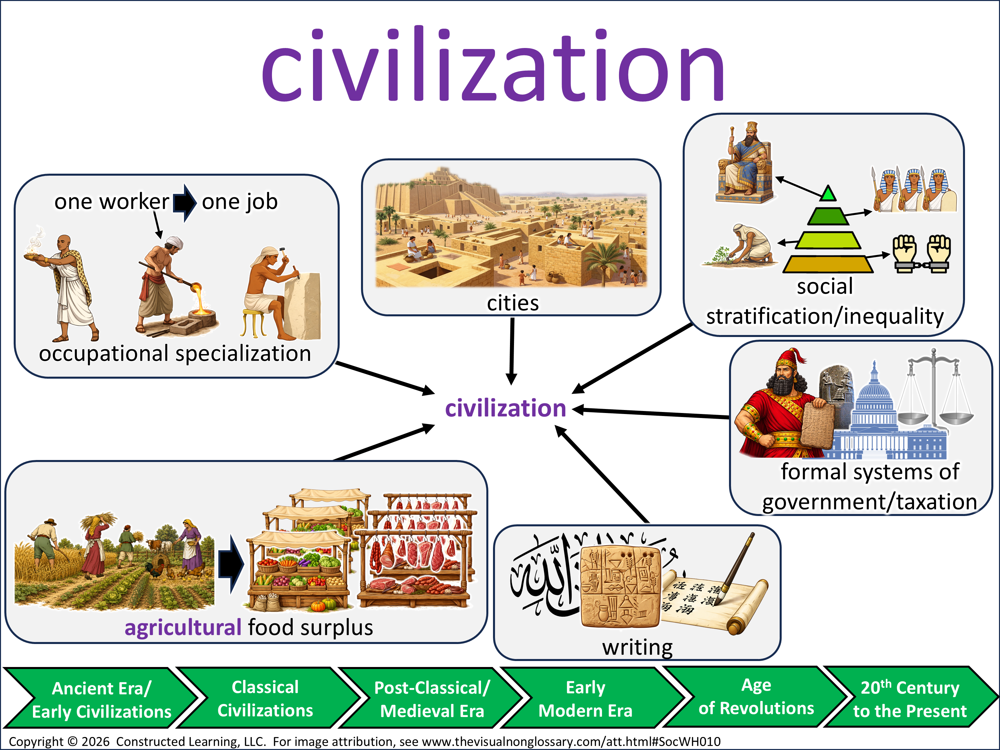 civilization
one worker one job
occupational specialization
cities
social
stratification/inequality
civilization
formal systems of
government/taxation
agricultural food surplus
writing
Ancient Era/
Early Civilizations
Classical
Civilizations
Post-Classical/
Medieval Era
Early
Modern Era
Age
of Revolutions
20th Century
to the Present
Copyright © 2026 Constructed Learning, LLC. For image attribution, see www.thevisualnonglossary.com/att.html#SocWH010